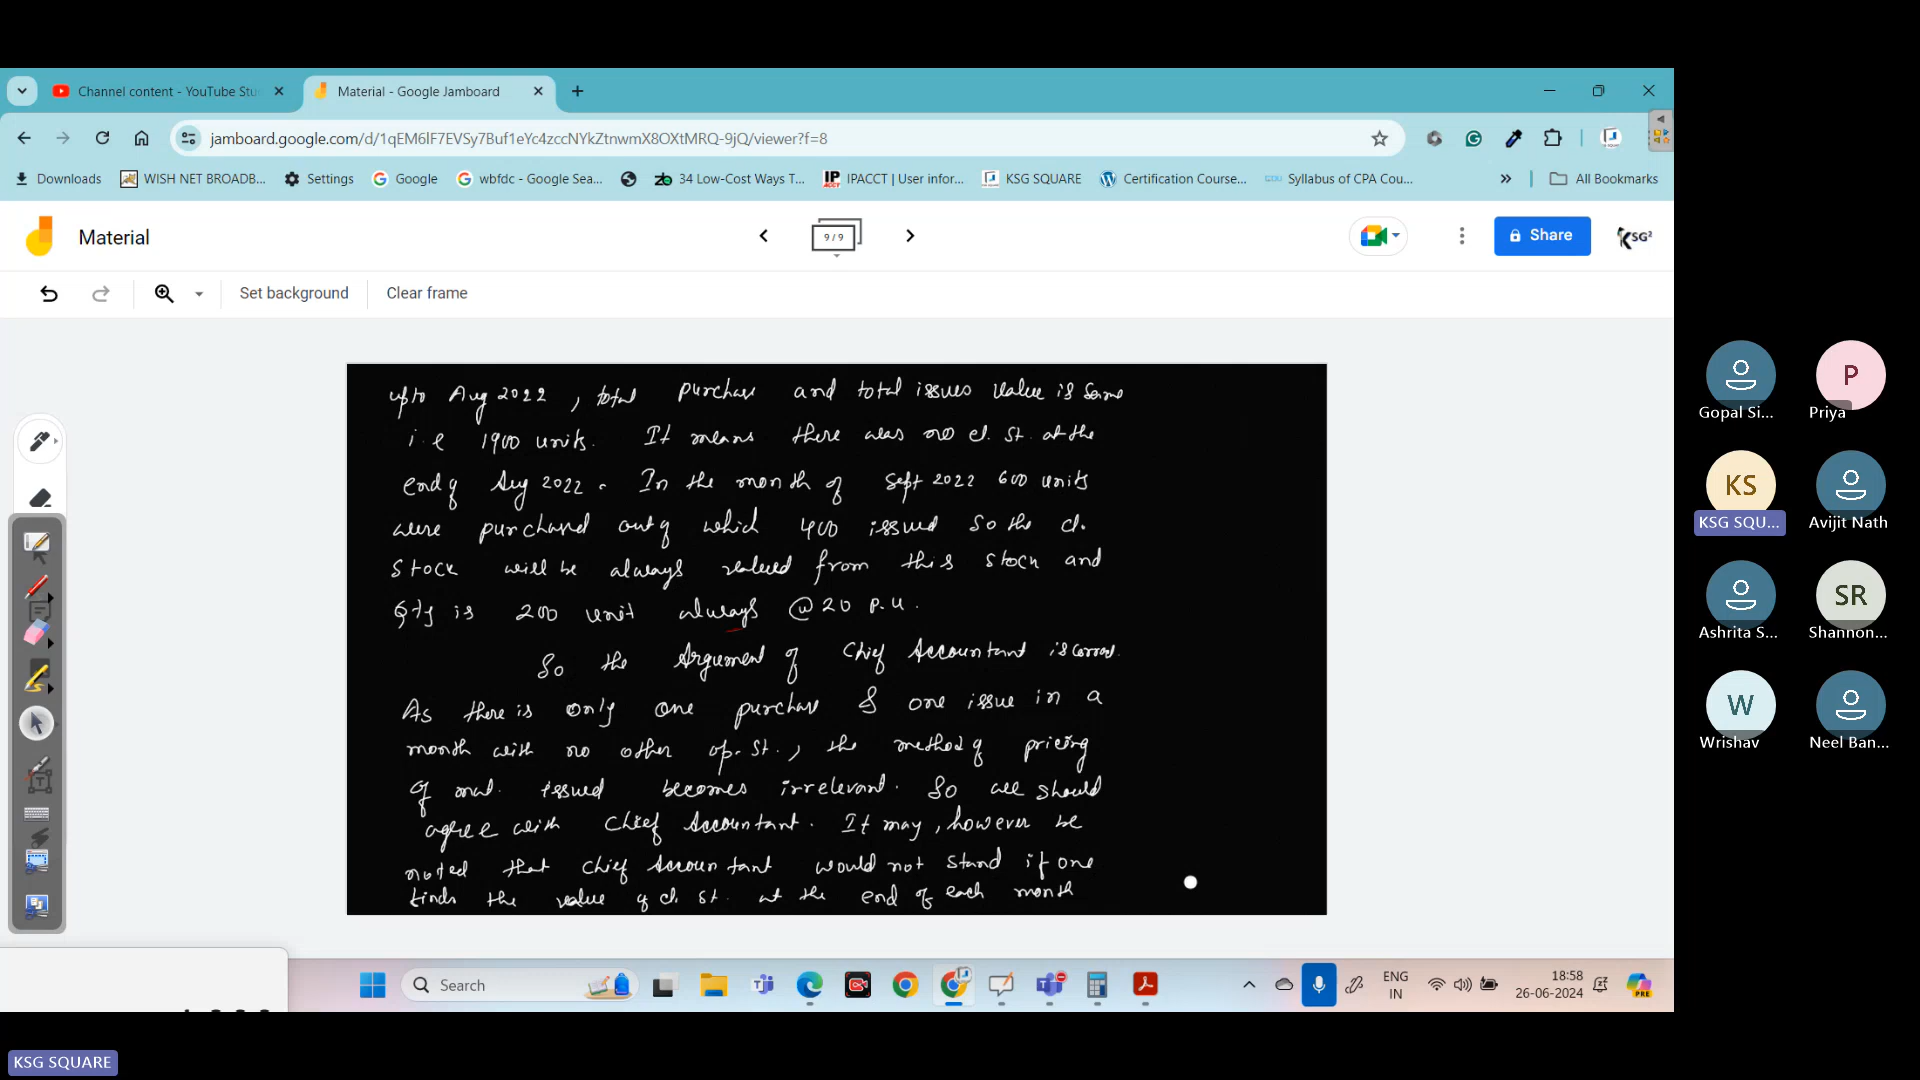 Channel content - YouTube Stu
Material - Google Jamboard
jamboard.google.com/d/1qEM6lF7EVSy7Buf1eYc4zccNYkZtnwmX8OXtMRQ-9jQ/viewer?f=8
Downloads
WISH NET BROADB...
Settings
Google
wbfdc - Google Sea...
34 Low-Cost Ways T...
IPACCT | User infor...
KSG SQUARE
Certification Course...
Syllabus of CPA Cou...
All Bookmarks
Material
9 / 9
Share
KSG²
Set background
Clear frame
upto Aug 2022, total purchase and total issues value is same
i.e 1900 units. It means there was no cl. st. at the
end of Aug 2022. In the month of Sept 2022 600 units
were purchased out of which 400 issued so the cl.
stock will be always valued from this stock and
Qty is 200 unit always @ 20 p.u.
So the Argument of Chief Accountant is correct.
As there is only one purchase & one issue in a
month with no other op. st., the method of pricing
of mat. issued becomes irrelevant. So we should
agree with Chief Accountant. It may, however be
noted that Chief Accountant would not stand if one
finds the value of cl. st. at the end of each month
Gopal Si...
Priya
P
KS
KSG SQU...
Avijit Nath
Ashrita S...
SR
Shannon...
W
Wrishav
Neel Ban...
Search
ENG
IN
18:58
26-06-2024
PRE
KSG SQUARE